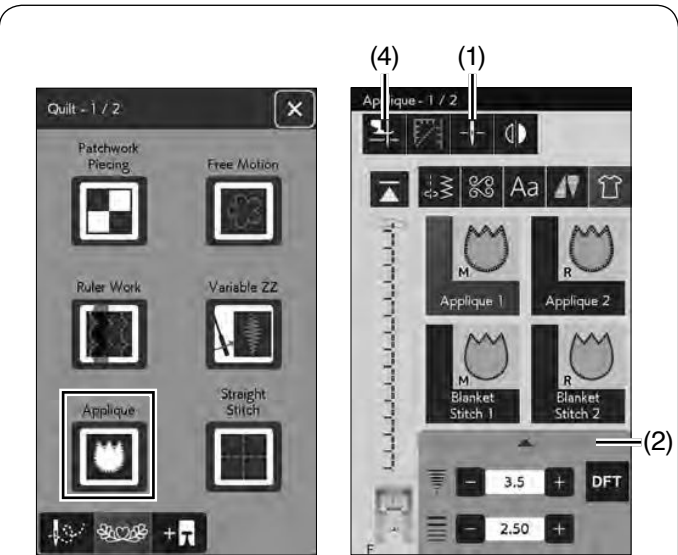 (4) (1)
Quilt - 1 / 2
Patchwork
Piecing
Free Motion
Ruler Work
Variable ZZ
Applique
Straight
Stitch
Applique - 1 / 2
Aa
M
Applique 1
R
Applique 2
M
Blanket
Stitch 1
R
Blanket
Stitch 2
(2)
3.5
DFT
2.50
F